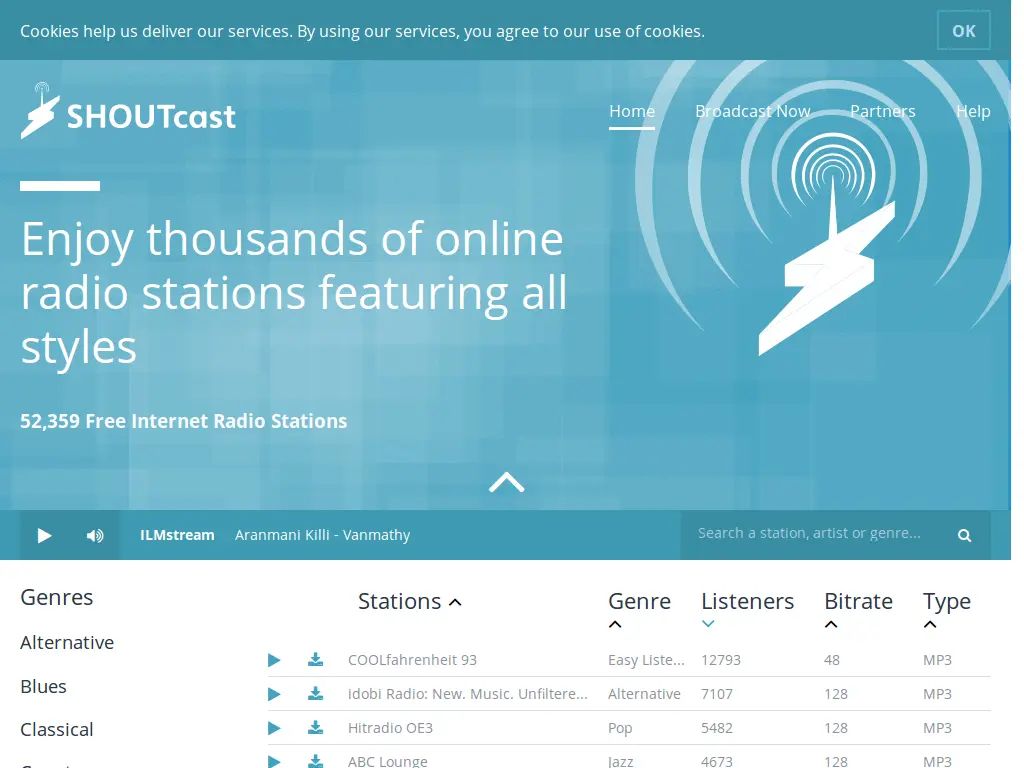 Cookies help us deliver our services. By using our services, you agree to our use of cookies.
OK
SHOUTcast
Home
Broadcast Now
Partners
Help
Enjoy thousands of online
radio stations featuring all
styles
52,359 Free Internet Radio Stations
ILMstream
Aranmani Killi - Vanmathy
Search a station, artist or genre...
Genres
Alternative
Blues
Classical
Stations
Genre
Listeners
Bitrate
Type
COOLfahrenheit 93 Easy Liste... 12793 48 MP3
idobi Radio: New. Music. Unfiltere... Alternative 7107 128 MP3
Hitradio OE3 Pop 5482 128 MP3
ABC Lounge Jazz 4673 128 MP3